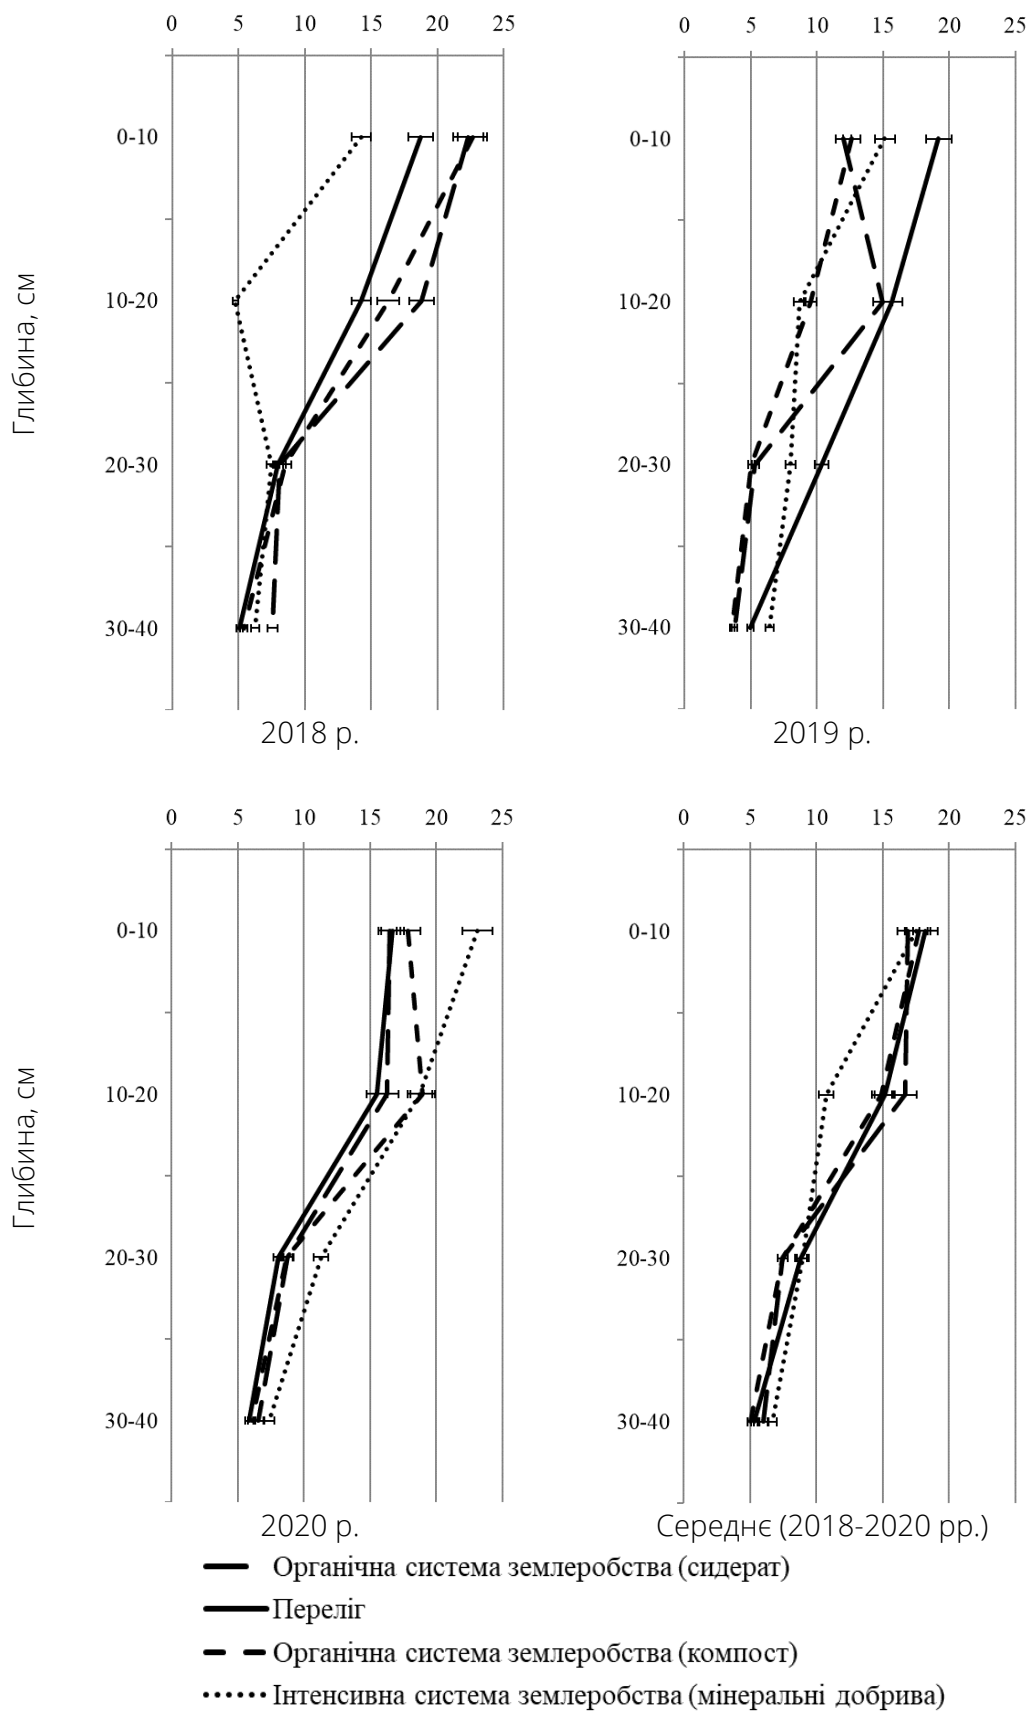 0 5 10 15 20 25
0-10
10-20
20-30
30-40
Глибина, см
2018 р.
0 5 10 15 20 25
0-10
10-20
20-30
30-40
2019 р.
0 5 10 15 20 25
0-10
10-20
20-30
30-40
Глибина, см
2020 р.
0 5 10 15 20 25
0-10
10-20
20-30
30-40
Середнє (2018-2020 рр.)
Органічна система землеробства (сидерат)
Переліг
Органічна система землеробства (компост)
Інтенсивна система землеробства (мінеральні добрива)